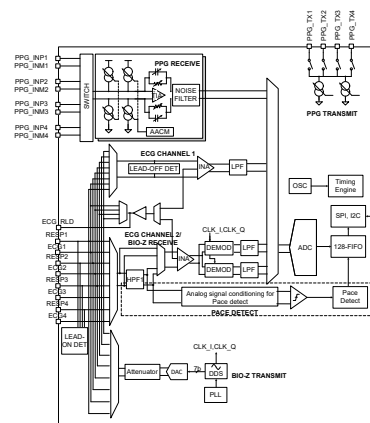 PPG_TX1
PPG_TX2
PPG_TX3
PPG_TX4
PPG_INP1
PPG_INM1
PPG_INP2
PPG_INM2
PPG_INP3
PPG_INM3
PPG_INP4
PPG_INM4
SWITCH
PPG RECEIVE
TIA
NOISE
FILTER
AACM
PPG TRANSMIT
ECG CHANNEL 1
LEAD-OFF DET
INA
LPF
OSC
Timing
Engine
SPI, I2C
ECG_RLD
RESP1
ECG1
RESP2
ECG2
RESP3
ECG3
RESP4
ECG4
ECG CHANNEL 2/
BIO-Z RECEIVE
CLK_I,CLK_Q
INA
DEMOD
LPF
DEMOD
LPF
ADC
128-FIFO
HPF
Analog signal conditioning for
Pace detect
PACE DETECT
Pace
Detect
LEAD-
ON DET
CLK_I,CLK_Q
Attenuator
DAC
7b
DDS
BIO-Z TRANSMIT
PLL